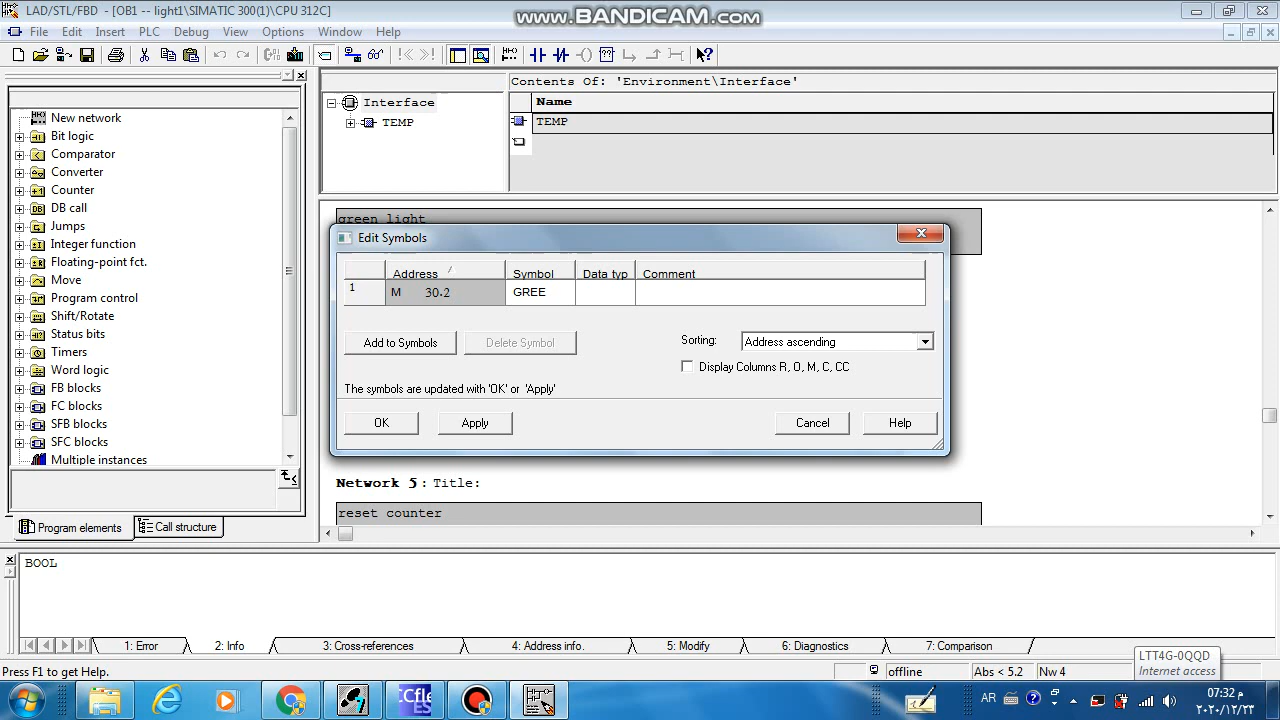 LAD/STL/FBD - [OB1 -- light1\SIMATIC 300(1)\CPU 312C]
www.BANDICAM.com
File Edit Insert PLC Debug View Options Window Help
New network
Bit logic
Comparator
Converter
Counter
DB call
Jumps
Integer function
Floating-point fct.
Move
Program control
Shift/Rotate
Status bits
Timers
Word logic
FB blocks
FC blocks
SFB blocks
SFC blocks
Multiple instances
Program elements
Call structure
Interface
TEMP
Contents Of: 'Environment\Interface'
Name
TEMP
green light
Edit Symbols
Address Symbol Data typ Comment
1 M 30.2 GREE
Add to Symbols
Delete Symbol
Sorting: Address ascending
Display Columns R, O, M, C, CC
The symbols are updated with 'OK' or 'Apply'
OK Apply Cancel Help
Network 5 : Title:
reset counter
BOOL
1: Error 2: Info 3: Cross-references 4: Address info. 5: Modify 6: Diagnostics 7: Comparison
LTT4G-0QQD
Internet access
Press F1 to get Help.
offline Abs < 5.2 Nw 4
AR
07:32 م
٢٠٢٠/١٢/٢٣